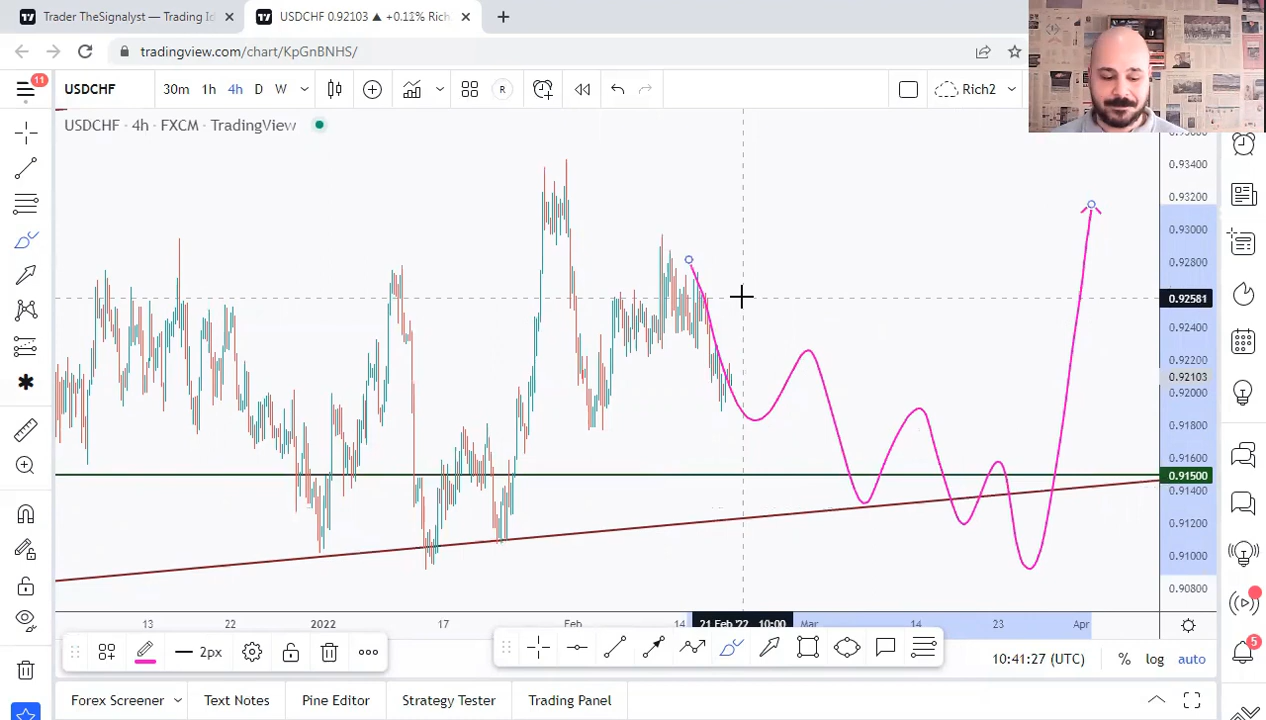 Trader TheSignalyst — Trading Id
USDCHF 0.92103 ▲ +0.11% Rich
tradingview.com/chart/KpGnBNHS/
11
USDCHF
30m 1h 4h D W
R
Rich2
USDCHF · 4h · FXCM · TradingView
0.93400
0.93200
0.93000
0.92800
0.92581
0.92400
0.92200
0.92103
0.92000
0.91800
0.91600
0.91500
0.91400
0.91200
0.91000
0.90800
13 22 2022 17 Feb 14 21 Feb '22 10:00 Mar 14 23 Apr
2px
10:41:27 (UTC) % log auto
5
Forex Screener Text Notes Pine Editor Strategy Tester Trading Panel